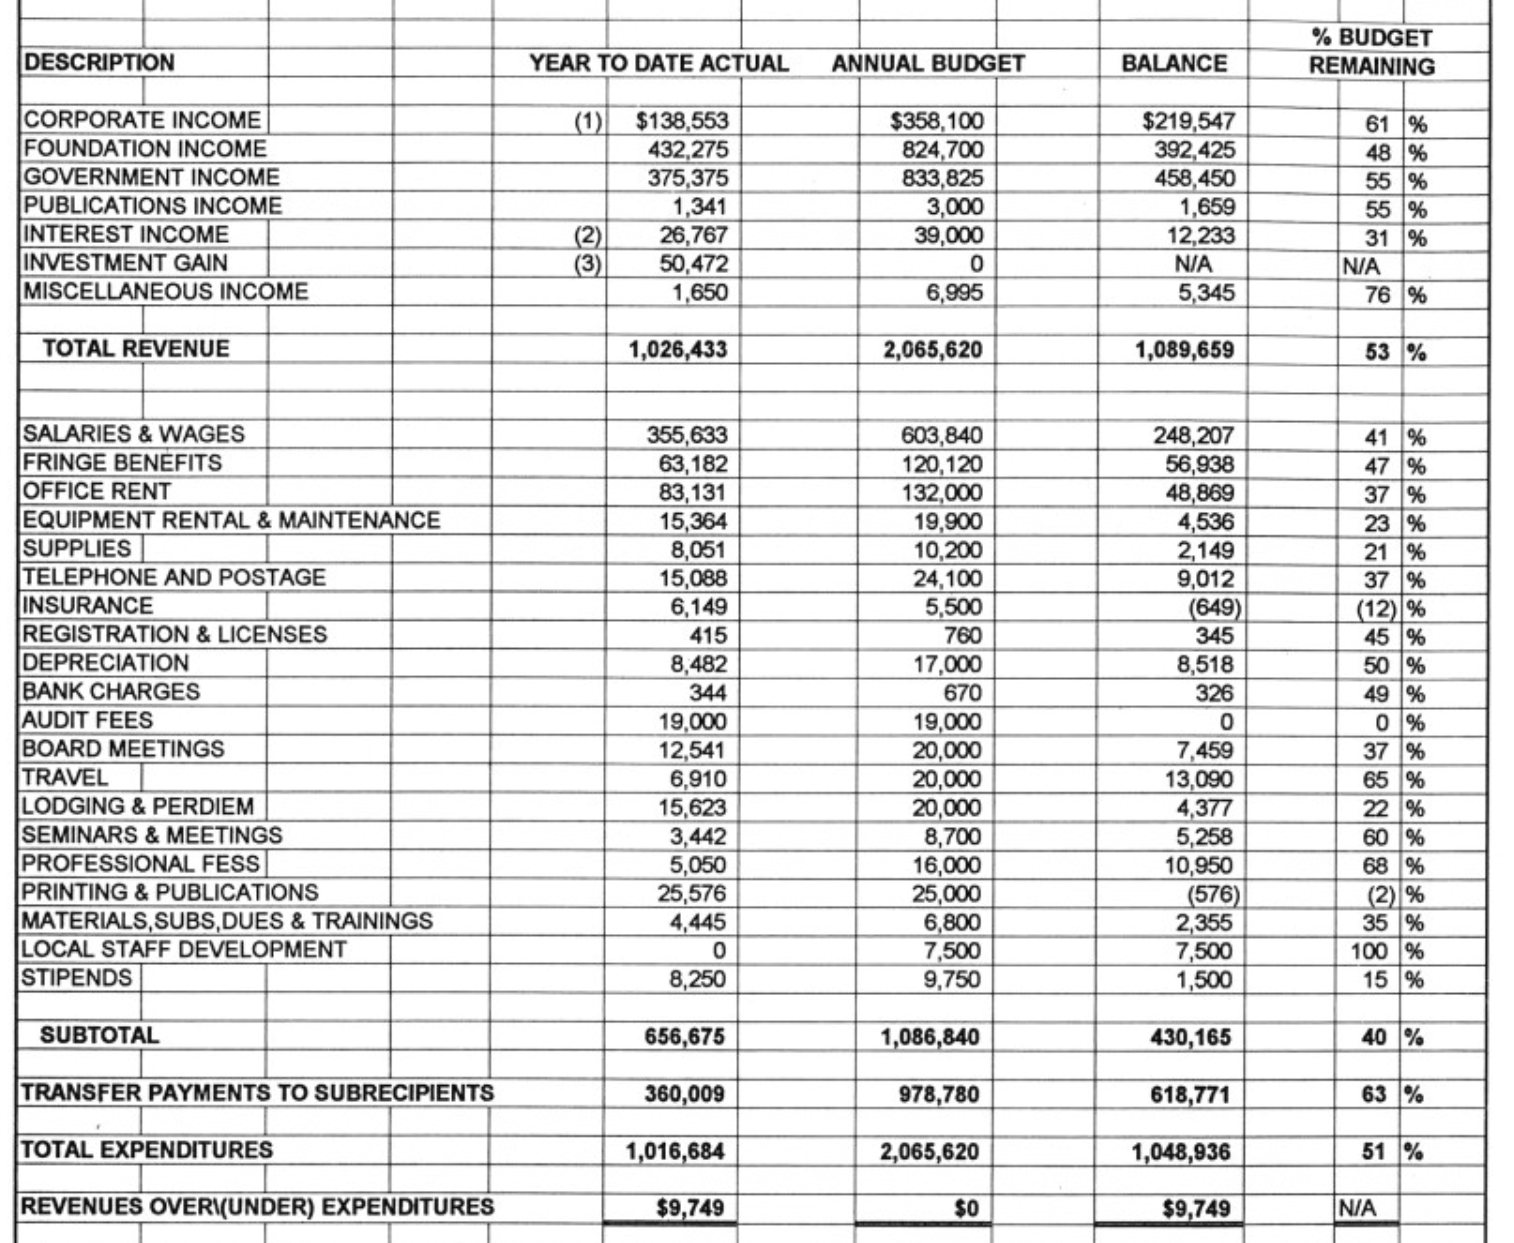 % BUDGET
DESCRIPTION YEAR TO DATE ACTUAL ANNUAL BUDGET BALANCE REMAINING
CORPORATE INCOME (1) $138,553 $358,100 $219,547 61 %
FOUNDATION INCOME 432,275 824,700 392,425 48 %
GOVERNMENT INCOME 375,375 833,825 458,450 55 %
PUBLICATIONS INCOME 1,341 3,000 1,659 55 %
INTEREST INCOME (2) 26,767 39,000 12,233 31 %
INVESTMENT GAIN (3) 50,472 0 N/A N/A
MISCELLANEOUS INCOME 1,650 6,995 5,345 76 %
TOTAL REVENUE 1,026,433 2,065,620 1,089,659 53 %
SALARIES & WAGES 355,633 603,840 248,207 41 %
FRINGE BENEFITS 63,182 120,120 56,938 47 %
OFFICE RENT 83,131 132,000 48,869 37 %
EQUIPMENT RENTAL & MAINTENANCE 15,364 19,900 4,536 23 %
SUPPLIES 8,051 10,200 2,149 21 %
TELEPHONE AND POSTAGE 15,088 24,100 9,012 37 %
INSURANCE 6,149 5,500 (649) (12) %
REGISTRATION & LICENSES 415 760 345 45 %
DEPRECIATION 8,482 17,000 8,518 50 %
BANK CHARGES 344 670 326 49 %
AUDIT FEES 19,000 19,000 0 0 %
BOARD MEETINGS 12,541 20,000 7,459 37 %
TRAVEL 6,910 20,000 13,090 65 %
LODGING & PERDIEM 15,623 20,000 4,377 22 %
SEMINARS & MEETINGS 3,442 8,700 5,258 60 %
PROFESSIONAL FESS 5,050 16,000 10,950 68 %
PRINTING & PUBLICATIONS 25,576 25,000 (576) (2) %
MATERIALS,SUBS,DUES & TRAININGS 4,445 6,800 2,355 35 %
LOCAL STAFF DEVELOPMENT 0 7,500 7,500 100 %
STIPENDS 8,250 9,750 1,500 15 %
SUBTOTAL 656,675 1,086,840 430,165 40 %
TRANSFER PAYMENTS TO SUBRECIPIENTS 360,009 978,780 618,771 63 %
TOTAL EXPENDITURES 1,016,684 2,065,620 1,048,936 51 %
REVENUES OVER\(UNDER) EXPENDITURES $9,749 $0 $9,749 N/A